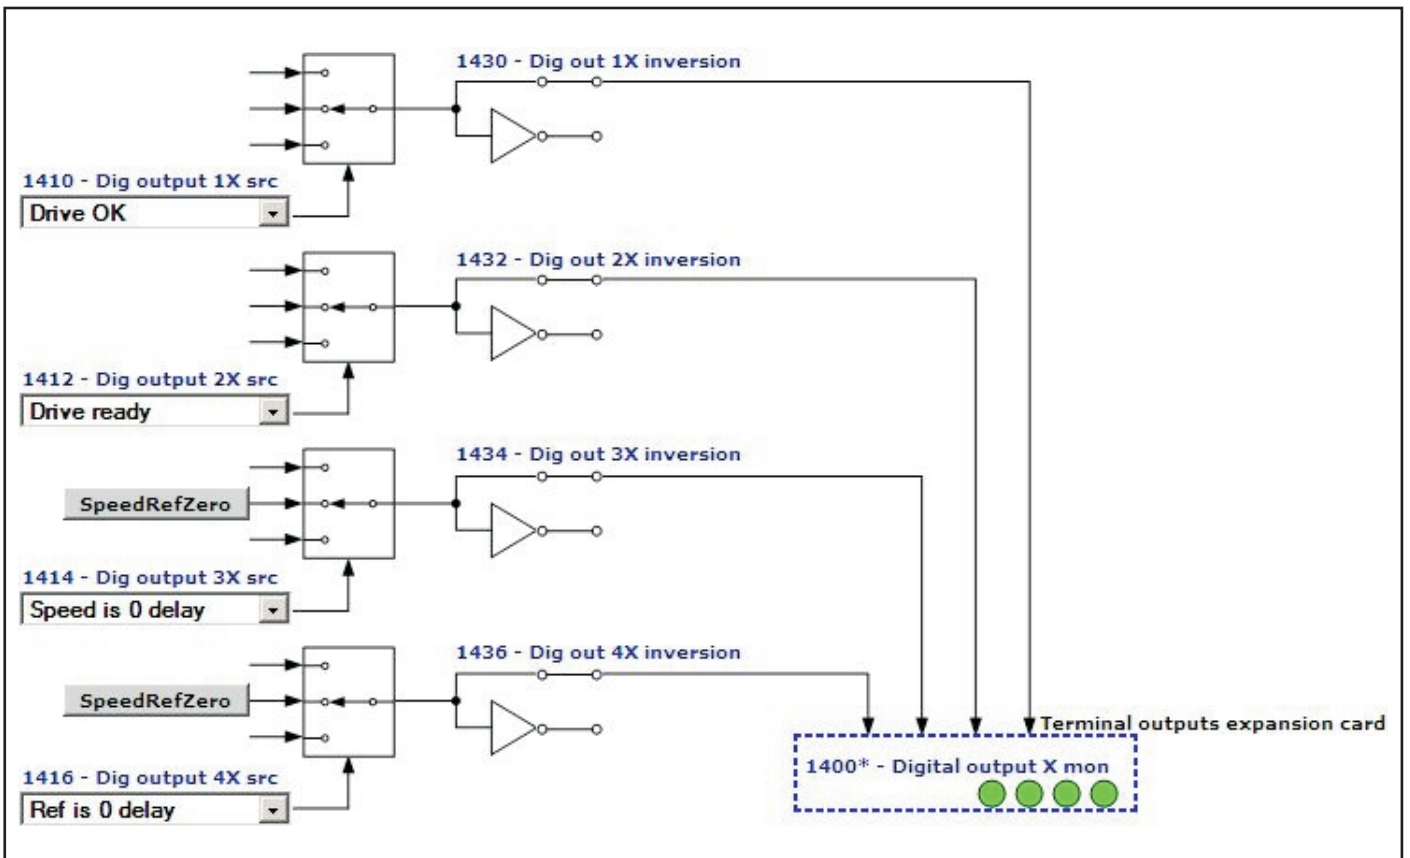 1430 - Dig out 1X inversion
1410 - Dig output 1X src
Drive OK
1432 - Dig out 2X inversion
1412 - Dig output 2X src
Drive ready
1434 - Dig out 3X inversion
SpeedRefZero
1414 - Dig output 3X src
Speed is 0 delay
1436 - Dig out 4X inversion
SpeedRefZero
Terminal outputs expansion card
1400* - Digital output X mon
1416 - Dig output 4X src
Ref is 0 delay